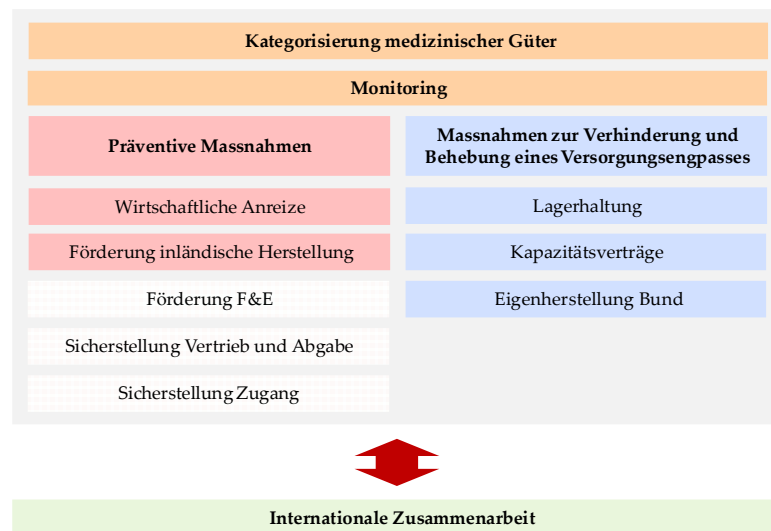 Kategorisierung medizinischer Güter
Monitoring
Präventive Massnahmen
Wirtschaftliche Anreize
Förderung inländische Herstellung
Förderung F&E
Sicherstellung Vertrieb und Abgabe
Sicherstellung Zugang
Massnahmen zur Verhinderung und
Behebung eines Versorgungsengpasses
Lagerhaltung
Kapazitätsverträge
Eigenherstellung Bund
Internationale Zusammenarbeit